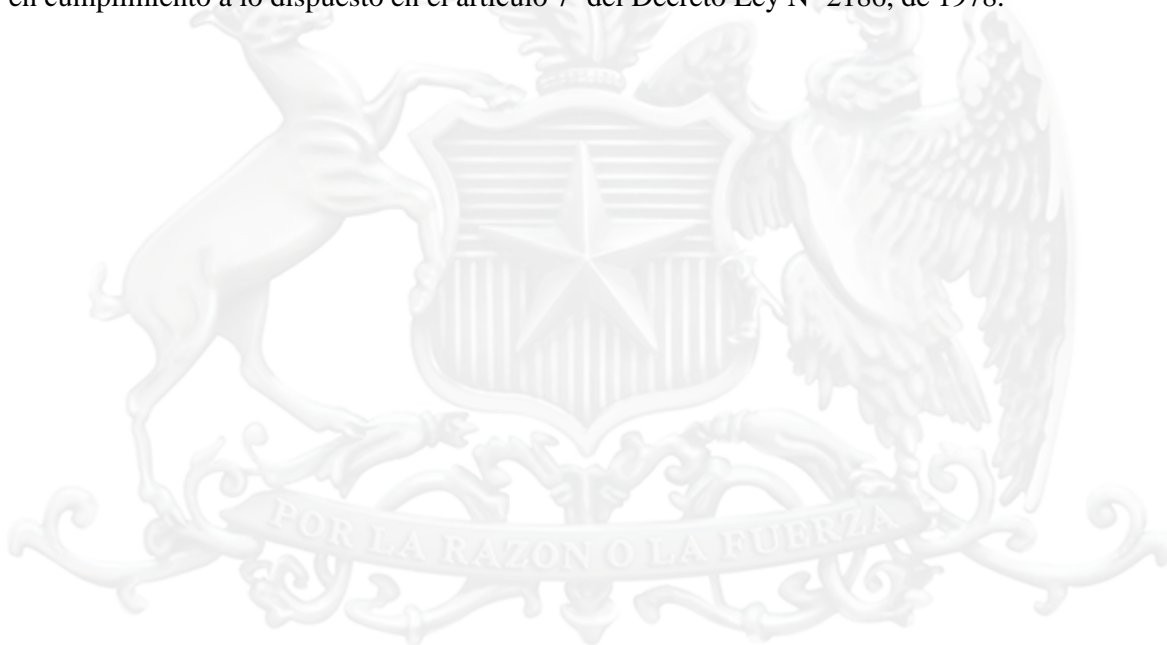 en cumplimiento a lo dispuesto en el artículo 7° del Decreto Ley N° 2186, de 1978.
POR LA RAZON O LA FUERZA